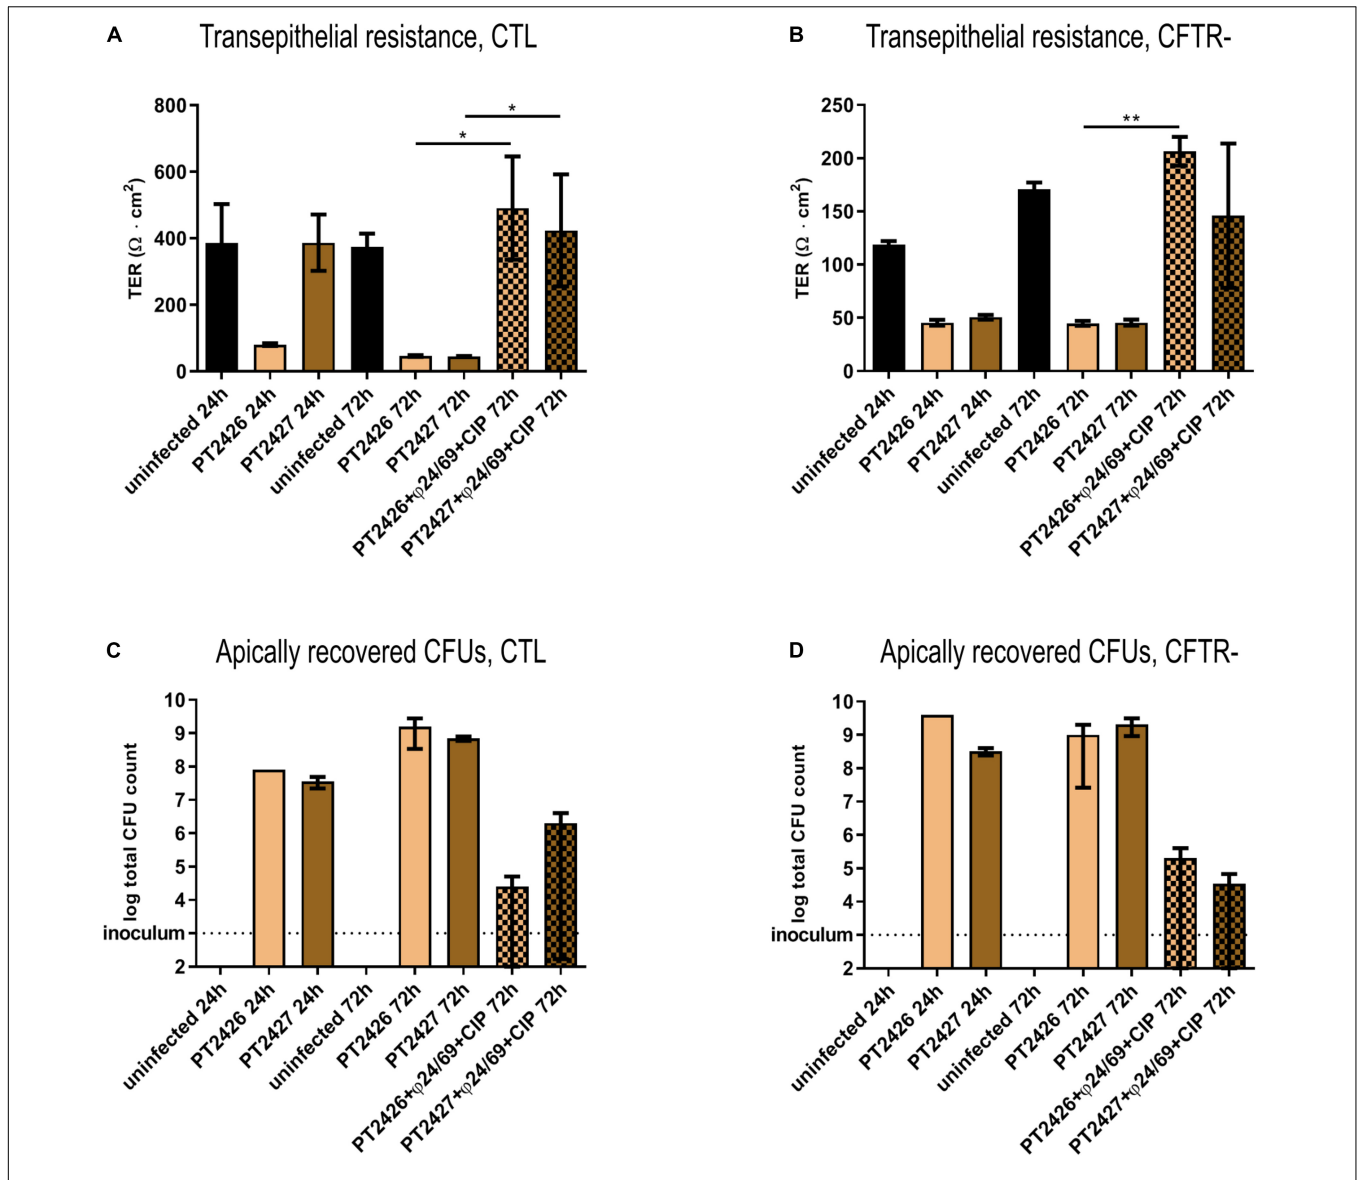 A
Transepithelial resistance, CTL
TER (Ω · cm²)
800
600
400
200
0
*
*
uninfected 24h
PT2426 24h
PT2427 24h
uninfected 72h
PT2426 72h
PT2427 72h
PT2426+φ24/69+CIP 72h
PT2427+φ24/69+CIP 72h
B
Transepithelial resistance, CFTR-
TER (Ω · cm²)
250
200
150
100
50
0
**
uninfected 24h
PT2426 24h
PT2427 24h
uninfected 72h
PT2426 72h
PT2427 72h
PT2426+φ24/69+CIP 72h
PT2427+φ24/69+CIP 72h
C
Apically recovered CFUs, CTL
log total CFU count
10
9
8
7
6
5
4
inoculum
2
uninfected 24h
PT2426 24h
PT2427 24h
uninfected 72h
PT2426 72h
PT2427 72h
PT2426+φ24/69+CIP 72h
PT2427+φ24/69+CIP 72h
D
Apically recovered CFUs, CFTR-
log total CFU count
10
9
8
7
6
5
4
inoculum
2
uninfected 24h
PT2426 24h
PT2427 24h
uninfected 72h
PT2426 72h
PT2427 72h
PT2426+φ24/69+CIP 72h
PT2427+φ24/69+CIP 72h